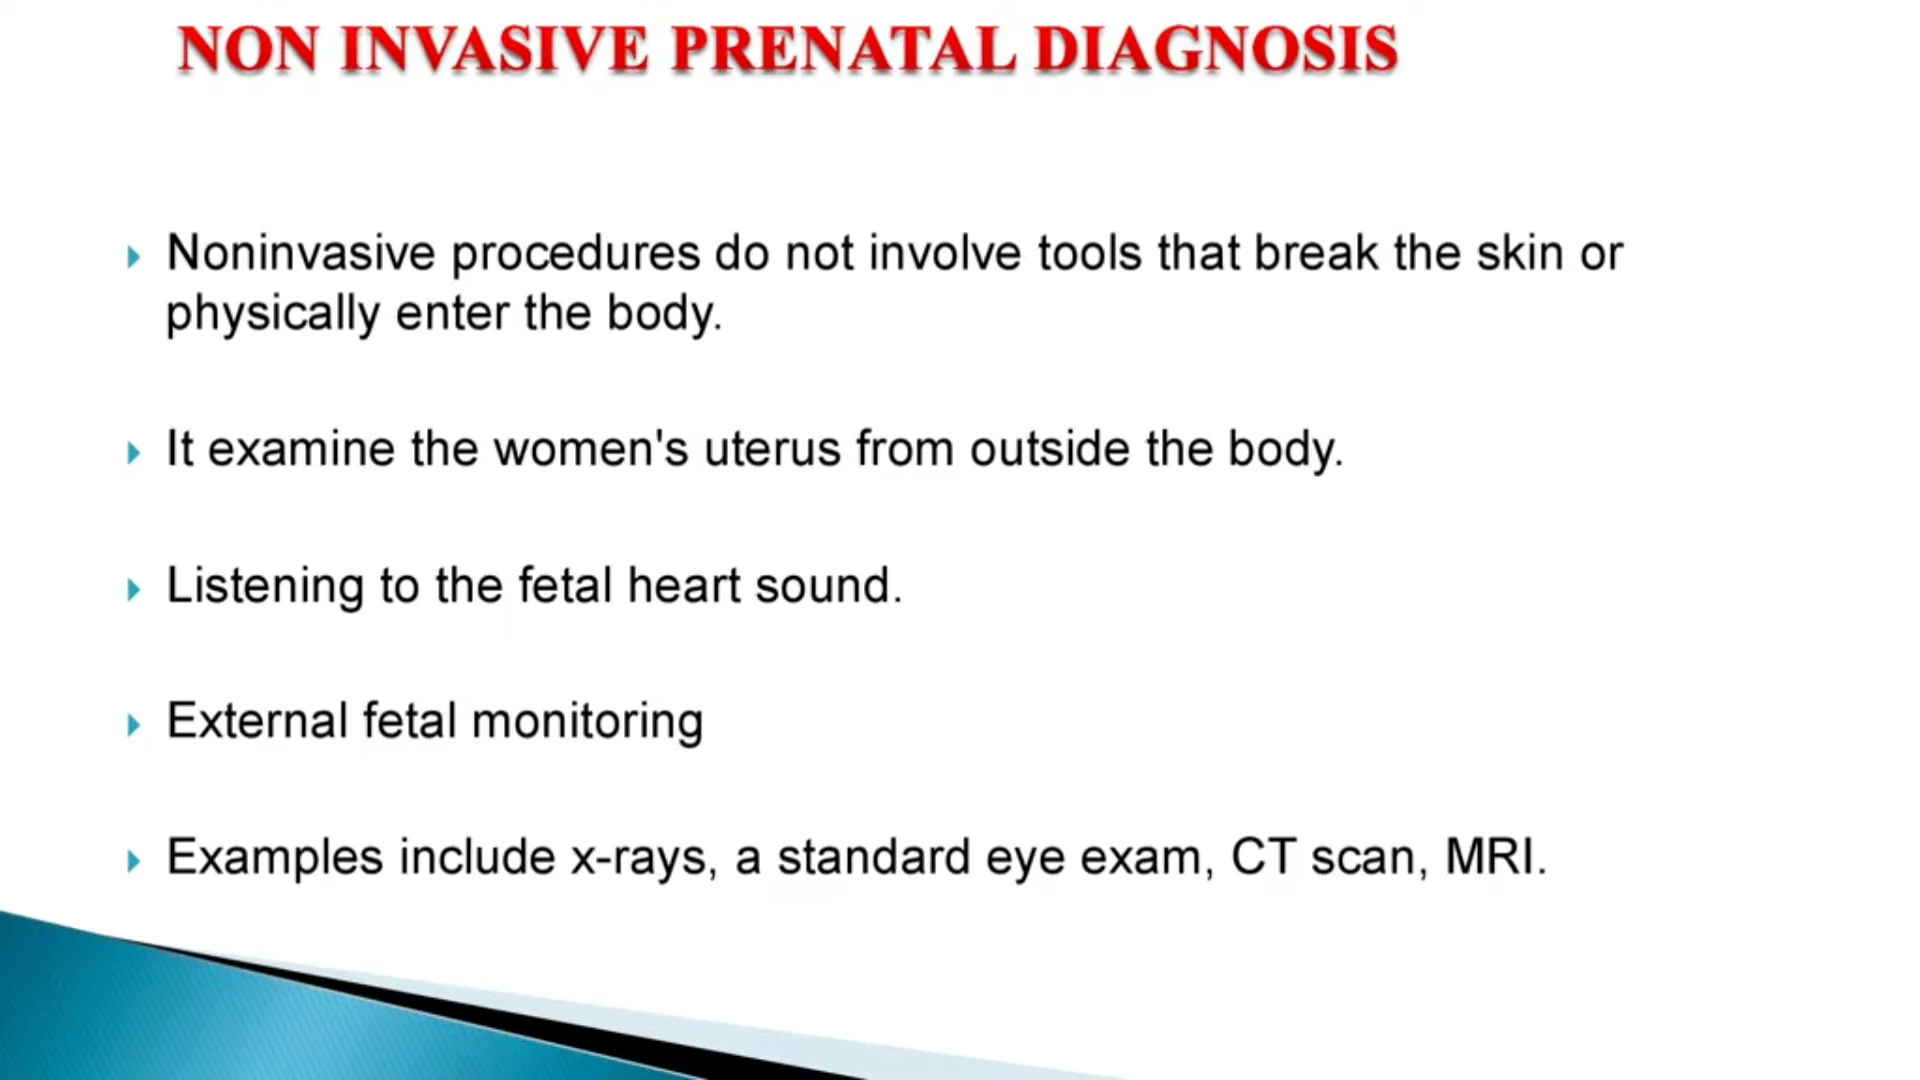 NON INVASIVE PRENATAL DIAGNOSIS
Noninvasive procedures do not involve tools that break the skin or
physically enter the body.
It examine the women's uterus from outside the body.
Listening to the fetal heart sound.
External fetal monitoring
Examples include x-rays, a standard eye exam, CT scan, MRI.